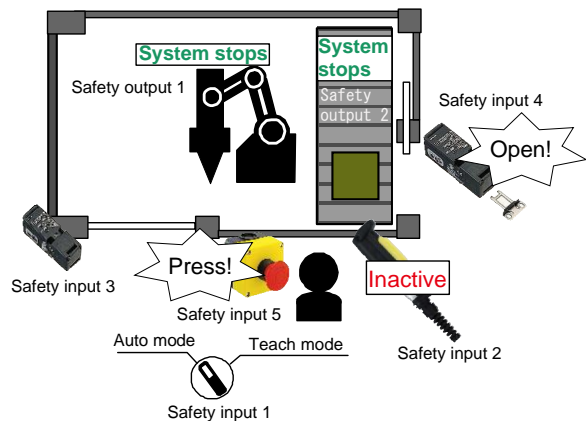 System stops
System
stops
Safety output 1
Safety
output 2
Safety input 4
Open!
Press!
Inactive
Safety input 3
Safety input 5
Auto mode
Teach mode
Safety input 2
Safety input 1